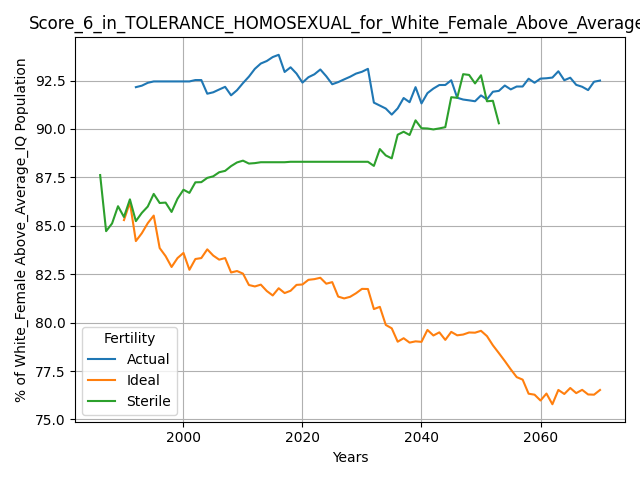 Score_6_in_TOLERANCE_HOMOSEXUAL_for_White_Female_Above_Average
% of White_Female Above_Average_IQ Population
92.5
90.0
87.5
85.0
82.5
80.0
77.5
75.0
Fertility
Actual
Ideal
Sterile
2000
2020
2040
2060
Years